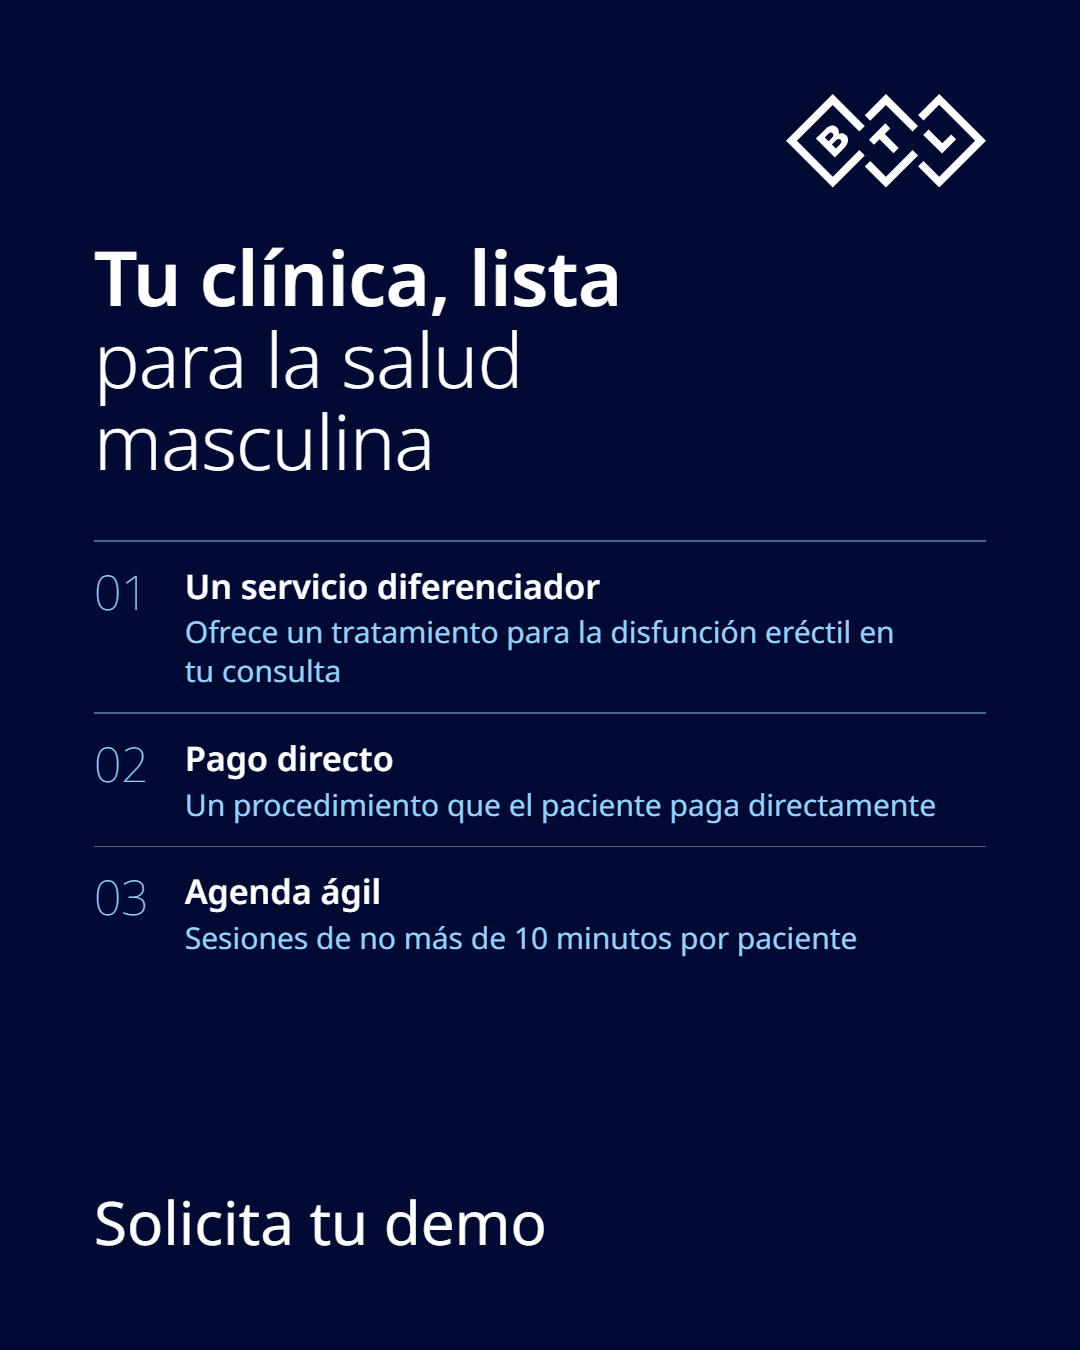 BTL
Tu clínica, lista
para la salud
masculina
01
Un servicio diferenciador
Ofrece un tratamiento para la disfunción eréctil en
tu consulta
02
Pago directo
Un procedimiento que el paciente paga directamente
03
Agenda ágil
Sesiones de no más de 10 minutos por paciente
Solicita tu demo